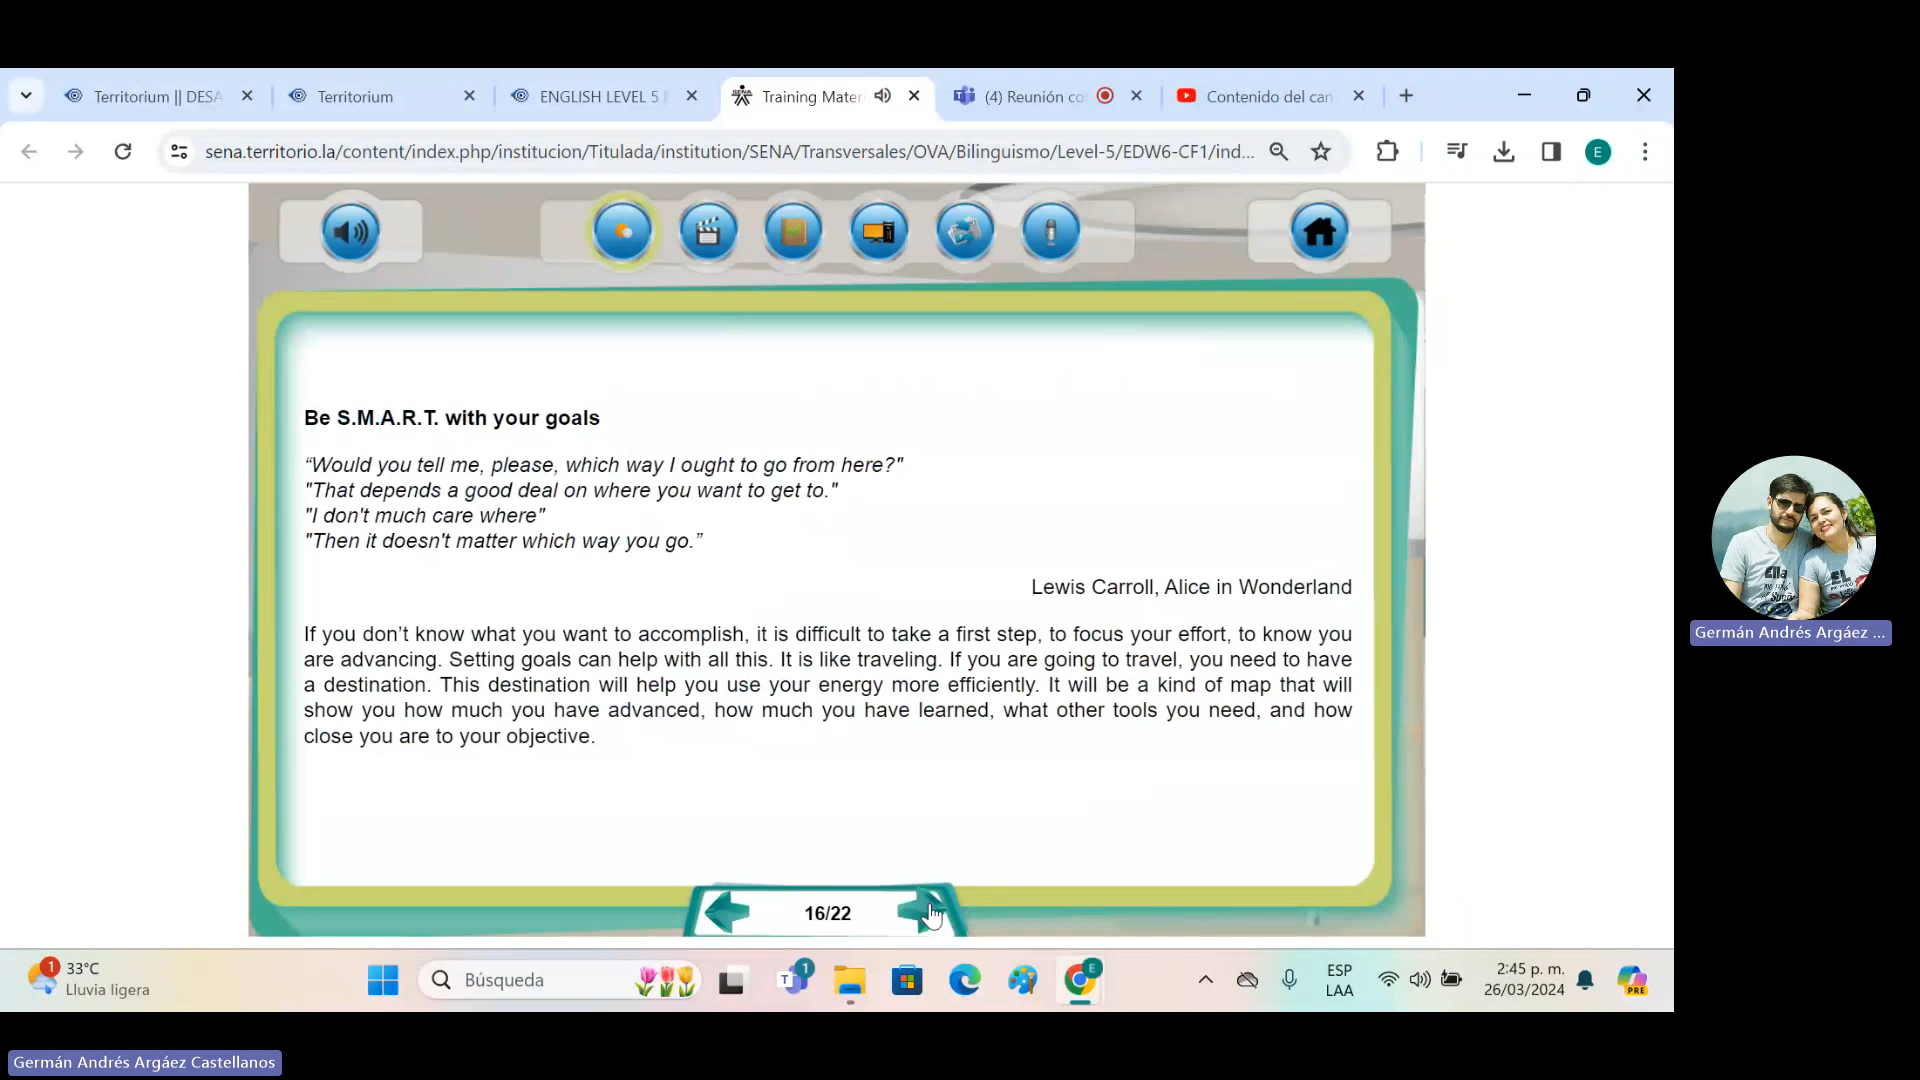 Territorium || DESA
Territorium
ENGLISH LEVEL 5
Training Mater
(4) Reunión co
Contenido del can
sena.territorio.la/content/index.php/institucion/Titulada/institution/SENA/Transversales/OVA/Bilinguismo/Level-5/EDW6-CF1/ind...
E
Be S.M.A.R.T. with your goals
“Would you tell me, please, which way I ought to go from here?"
"That depends a good deal on where you want to get to."
"I don't much care where"
"Then it doesn't matter which way you go.”
Lewis Carroll, Alice in Wonderland
If you don’t know what you want to accomplish, it is difficult to take a first step, to focus your effort, to know you
are advancing. Setting goals can help with all this. It is like traveling. If you are going to travel, you need to have
a destination. This destination will help you use your energy more efficiently. It will be a kind of map that will
show you how much you have advanced, how much you have learned, what other tools you need, and how
close you are to your objective.
16/22
Ella
EL
Germán Andrés Argáez ...
1
33°C
Lluvia ligera
Búsqueda
1
E
ESP
LAA
2:45 p. m.
26/03/2024
PRE
Germán Andrés Argáez Castellanos